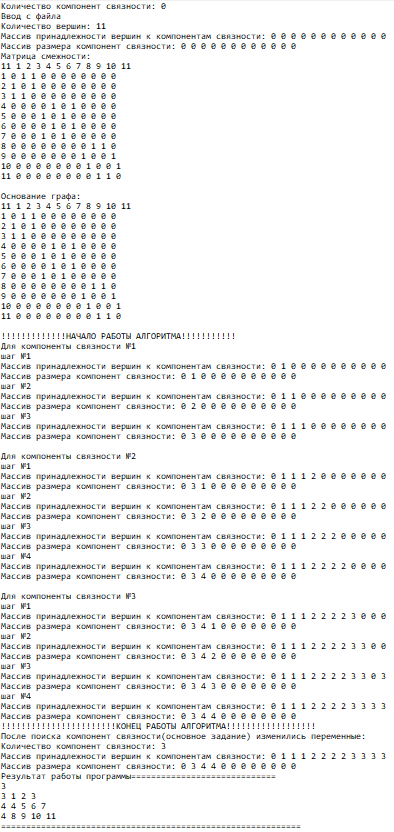 Количество компонент связности: 0
Ввод с файла
Количество вершин: 11
Массив принадлежности вершин к компонентам связности: 0 0 0 0 0 0 0 0 0 0 0 0
Массив размера компонент связности: 0 0 0 0 0 0 0 0 0 0 0 0
Матрица смежности:
11 1 2 3 4 5 6 7 8 9 10 11
1 0 1 1 0 0 0 0 0 0 0 0
2 1 0 1 0 0 0 0 0 0 0 0
3 1 1 0 0 0 0 0 0 0 0 0
4 0 0 0 0 1 0 1 0 0 0 0
5 0 0 0 1 0 1 0 0 0 0 0
6 0 0 0 0 1 0 1 0 0 0 0
7 0 0 0 1 0 1 0 0 0 0 0
8 0 0 0 0 0 0 0 0 1 1 0
9 0 0 0 0 0 0 0 1 0 0 1
10 0 0 0 0 0 0 0 1 0 0 1
11 0 0 0 0 0 0 0 0 1 1 0
Основание графа:
11 1 2 3 4 5 6 7 8 9 10 11
1 0 1 1 0 0 0 0 0 0 0 0
2 1 0 1 0 0 0 0 0 0 0 0
3 1 1 0 0 0 0 0 0 0 0 0
4 0 0 0 0 1 0 1 0 0 0 0
5 0 0 0 1 0 1 0 0 0 0 0
6 0 0 0 0 1 0 1 0 0 0 0
7 0 0 0 1 0 1 0 0 0 0 0
8 0 0 0 0 0 0 0 0 1 1 0
9 0 0 0 0 0 0 0 1 0 0 1
10 0 0 0 0 0 0 0 1 0 0 1
11 0 0 0 0 0 0 0 0 1 1 0
!!!!!!!!!!!!!НАЧАЛО РАБОТЫ АЛГОРИТМА!!!!!!!!!!!
Для компоненты связности №1
шаг №1
Массив принадлежности вершин к компонентам связности: 0 1 0 0 0 0 0 0 0 0 0 0
Массив размера компонент связности: 0 1 0 0 0 0 0 0 0 0 0 0
шаг №2
Массив принадлежности вершин к компонентам связности: 0 1 1 0 0 0 0 0 0 0 0 0
Массив размера компонент связности: 0 2 0 0 0 0 0 0 0 0 0 0
шаг №3
Массив принадлежности вершин к компонентам связности: 0 1 1 1 0 0 0 0 0 0 0 0
Массив размера компонент связности: 0 3 0 0 0 0 0 0 0 0 0 0
Для компоненты связности №2
шаг №1
Массив принадлежности вершин к компонентам связности: 0 1 1 1 2 0 0 0 0 0 0 0
Массив размера компонент связности: 0 3 1 0 0 0 0 0 0 0 0 0
шаг №2
Массив принадлежности вершин к компонентам связности: 0 1 1 1 2 2 0 0 0 0 0 0
Массив размера компонент связности: 0 3 2 0 0 0 0 0 0 0 0 0
шаг №3
Массив принадлежности вершин к компонентам связности: 0 1 1 1 2 2 2 0 0 0 0 0
Массив размера компонент связности: 0 3 3 0 0 0 0 0 0 0 0 0
шаг №4
Массив принадлежности вершин к компонентам связности: 0 1 1 1 2 2 2 2 0 0 0 0
Массив размера компонент связности: 0 3 4 0 0 0 0 0 0 0 0 0
Для компоненты связности №3
шаг №1
Массив принадлежности вершин к компонентам связности: 0 1 1 1 2 2 2 2 3 0 0 0
Массив размера компонент связности: 0 3 4 1 0 0 0 0 0 0 0 0
шаг №2
Массив принадлежности вершин к компонентам связности: 0 1 1 1 2 2 2 2 3 3 0 0
Массив размера компонент связности: 0 3 4 2 0 0 0 0 0 0 0 0
шаг №3
Массив принадлежности вершин к компонентам связности: 0 1 1 1 2 2 2 2 3 3 0 3
Массив размера компонент связности: 0 3 4 3 0 0 0 0 0 0 0 0
шаг №4
Массив принадлежности вершин к компонентам связности: 0 1 1 1 2 2 2 2 3 3 3 3
Массив размера компонент связности: 0 3 4 4 0 0 0 0 0 0 0 0
!!!!!!!!!!!!!!!!!!!!!!!КОНЕЦ РАБОТЫ АЛГОРИТМА!!!!!!!!!!!!!!!!!!
После поиска компонент связности(основное задание) изменились переменные:
Количество компонент связности: 3
Массив принадлежности вершин к компонентам связности: 0 1 1 1 2 2 2 2 3 3 3 3
Массив размера компонент связности: 0 3 4 4 0 0 0 0 0 0 0 0
Результат работы программы=============================
3
3 1 2 3
4 4 5 6 7
4 8 9 10 11
============================================================